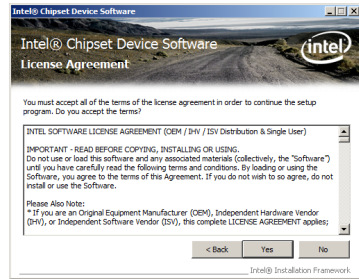 Intel® Chipset Device Software
Intel® Chipset Device Software
License Agreement
intel
You must accept all of the terms of the license agreement in order to continue the setup
program. Do you accept the terms?
INTEL SOFTWARE LICENSE AGREEMENT (OEM / IHV / ISV Distribution & Single User)
IMPORTANT - READ BEFORE COPYING, INSTALLING OR USING.
Do not use or load this software and any associated materials (collectively, the "Software")
until you have carefully read the following terms and conditions. By loading or using the
Software, you agree to the terms of this Agreement. If you do not wish to so agree, do not
install or use the Software.
Please Also Note:
* If you are an Original Equipment Manufacturer (OEM), Independent Hardware Vendor
(IHV), or Independent Software Vendor (ISV), this complete LICENSE AGREEMENT applies;
< Back Yes No
Intel® Installation Framework